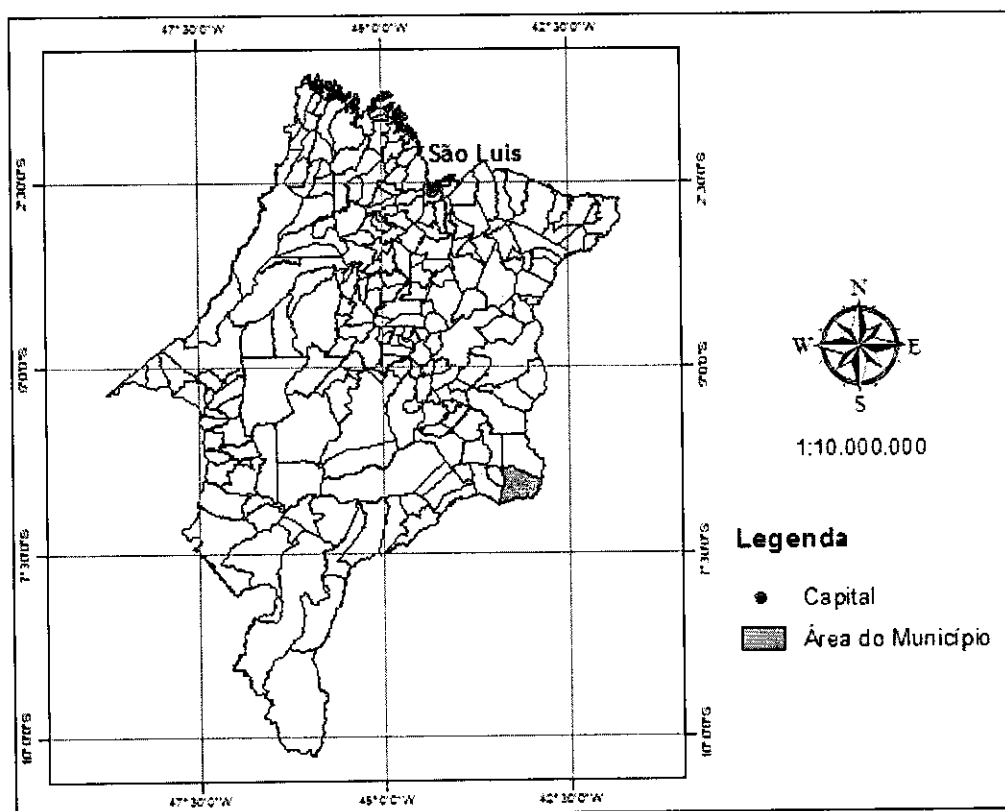 47°30'0"W 45°0'0"W 42°30'0"W
São Luis
2°30'0"S 2°30'0"S
N
W E
S
5°0'0"S 5°0'0"S
1:10.000.000
Legenda
7°30'0"S 7°30'0"S
Capital
Área do Município
10°0'0"S 10°0'0"S
47°30'0"W 45°0'0"W 42°30'0"W